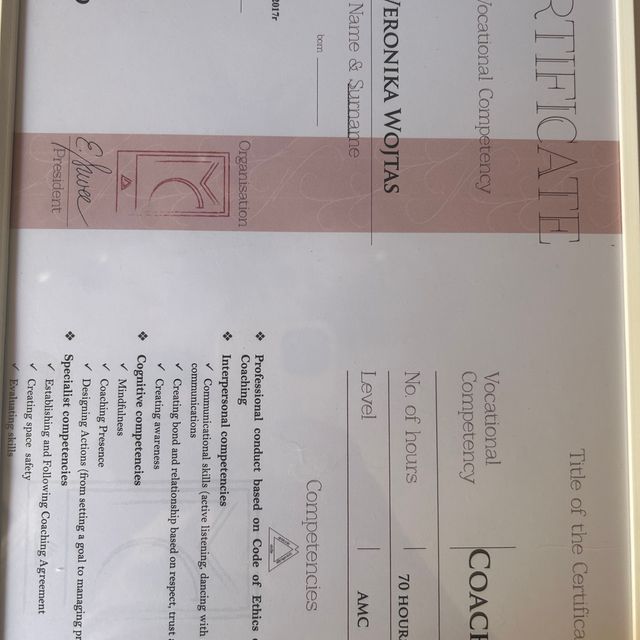 RTIFICATE
Vocational Competency
VERONIKA WOJTAS
Name & Surname
born
2017r
Organisation
President
Title of the Certifica
Vocational
Competency
COACH
No. of hours
70 HOUR
Level
AMC
Competencies
❖ Professional conduct based on Code of Ethics
Coaching
❖ Interpersonal competencies
✓ Communicational skills (active listening, dancing with
communications
✓ Creating bond and relationship based on respect, trust
✓ Creating awareness
❖ Cognitive competencies
✓ Mindfulness
✓ Coaching Presence
✓ Designing Actions (from setting a goal to managing pr
❖ Specialist competencies
✓ Establishing and Following Coaching Agreement
✓ Creating space safety
✓ Evaluating skills